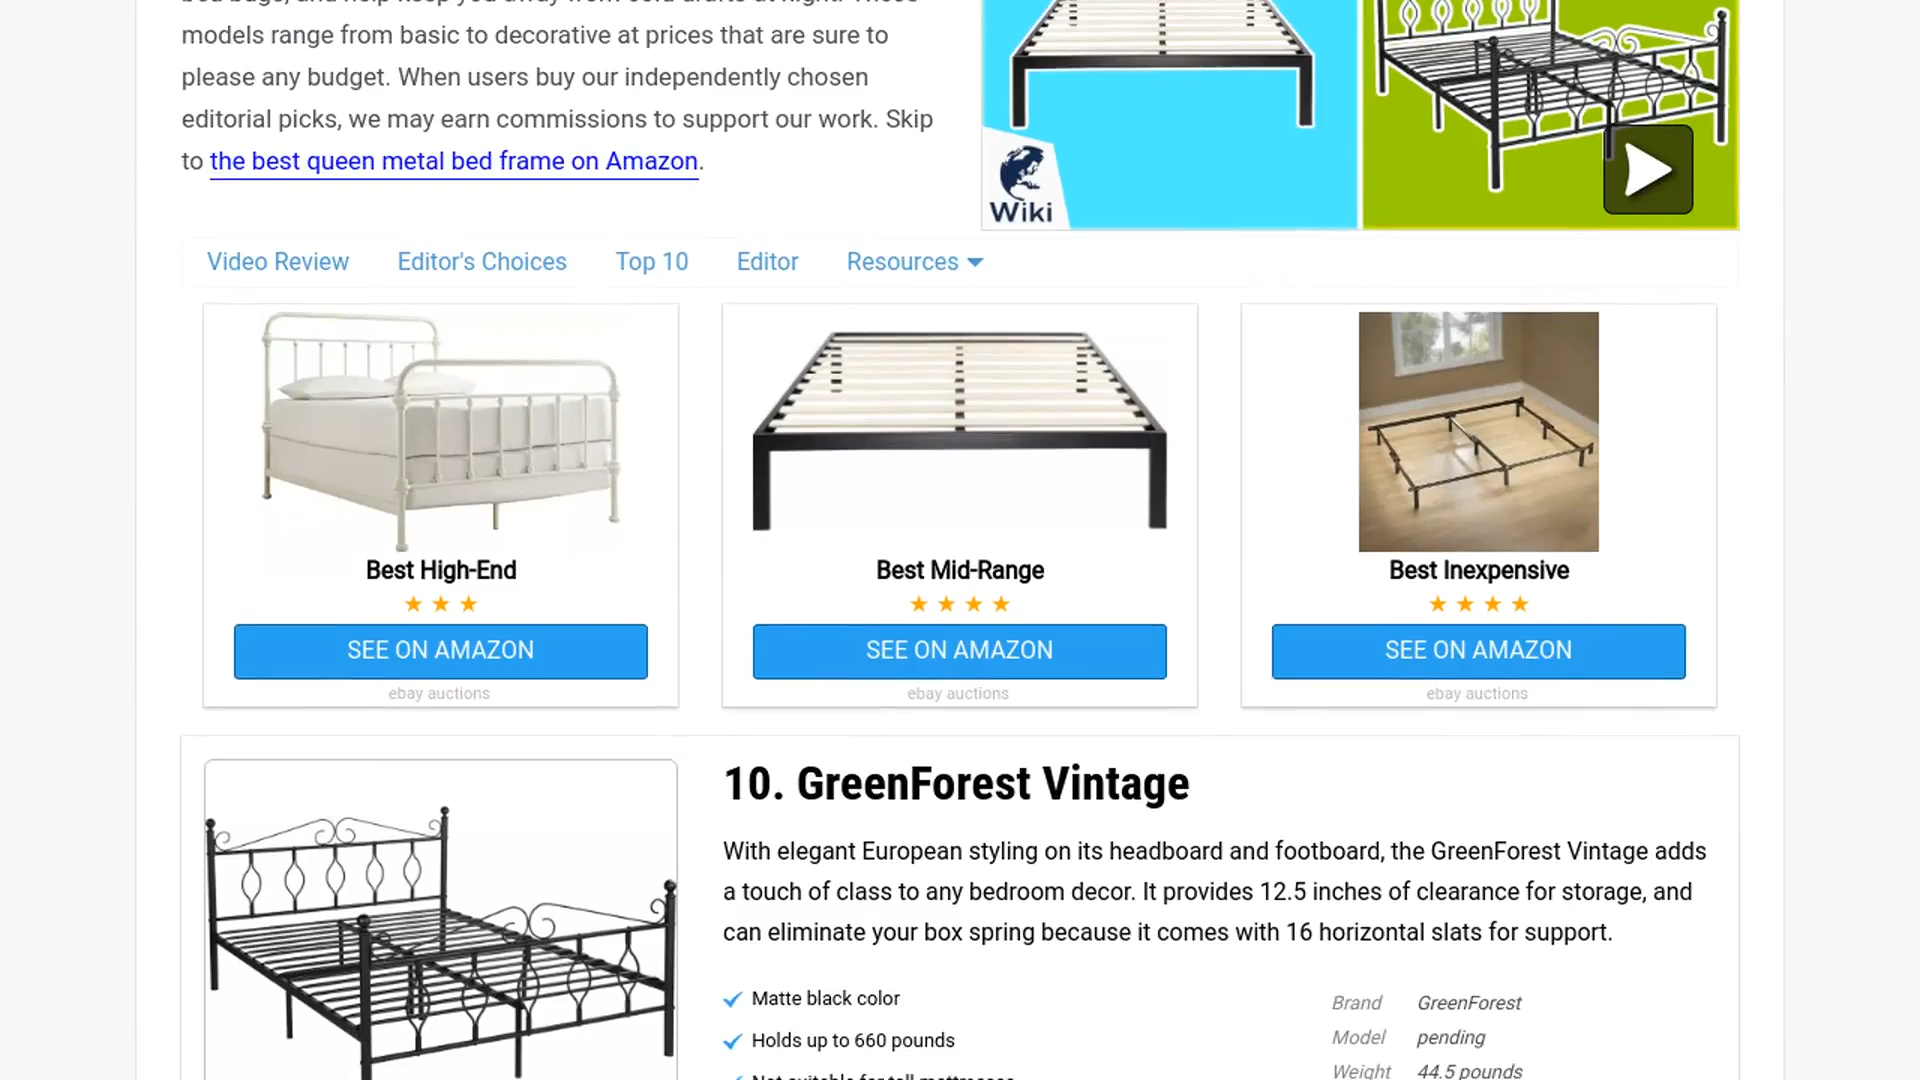 models range from basic to decorative at prices that are sure to
please any budget. When users buy our independently chosen
editorial picks, we may earn commissions to support our work. Skip
to the best queen metal bed frame on Amazon.
Wiki
Video Review Editor's Choices Top 10 Editor Resources
Best High-End
SEE ON AMAZON
ebay auctions
Best Mid-Range
SEE ON AMAZON
ebay auctions
Best Inexpensive
SEE ON AMAZON
ebay auctions
10. GreenForest Vintage
With elegant European styling on its headboard and footboard, the GreenForest Vintage adds
a touch of class to any bedroom decor. It provides 12.5 inches of clearance for storage, and
can eliminate your box spring because it comes with 16 horizontal slats for support.
Matte black color
Holds up to 660 pounds
Brand GreenForest
Model pending
Weight 44.5 pounds